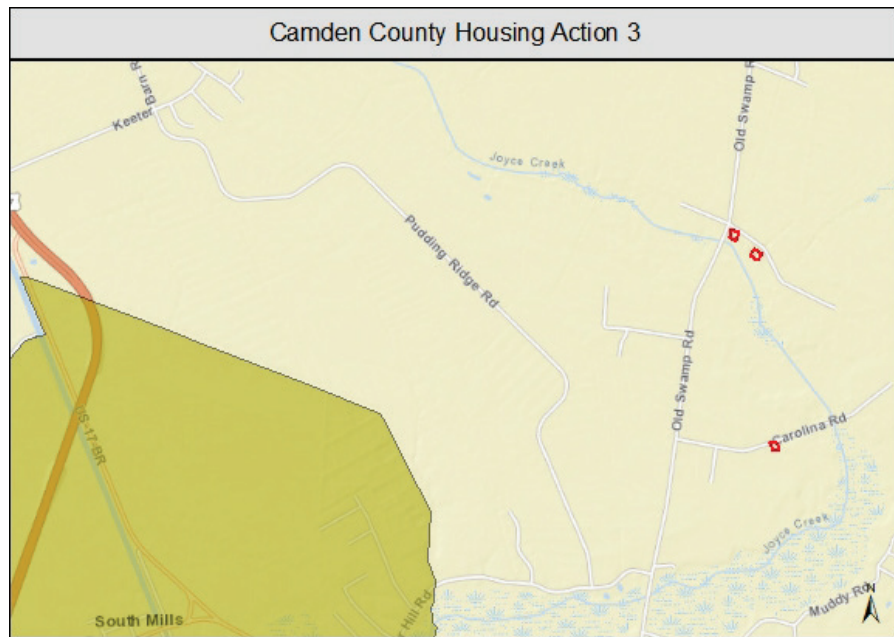 Camden County Housing Action 3
Keeter Barn R
Old Swamp R
Joyce Creek
Pudding Ridge Rd
Old Swamp Rd
Carolina Rd
US-17-BR
Joyce Creek
r Hill Rd
Muddy Rd
South Mills
N